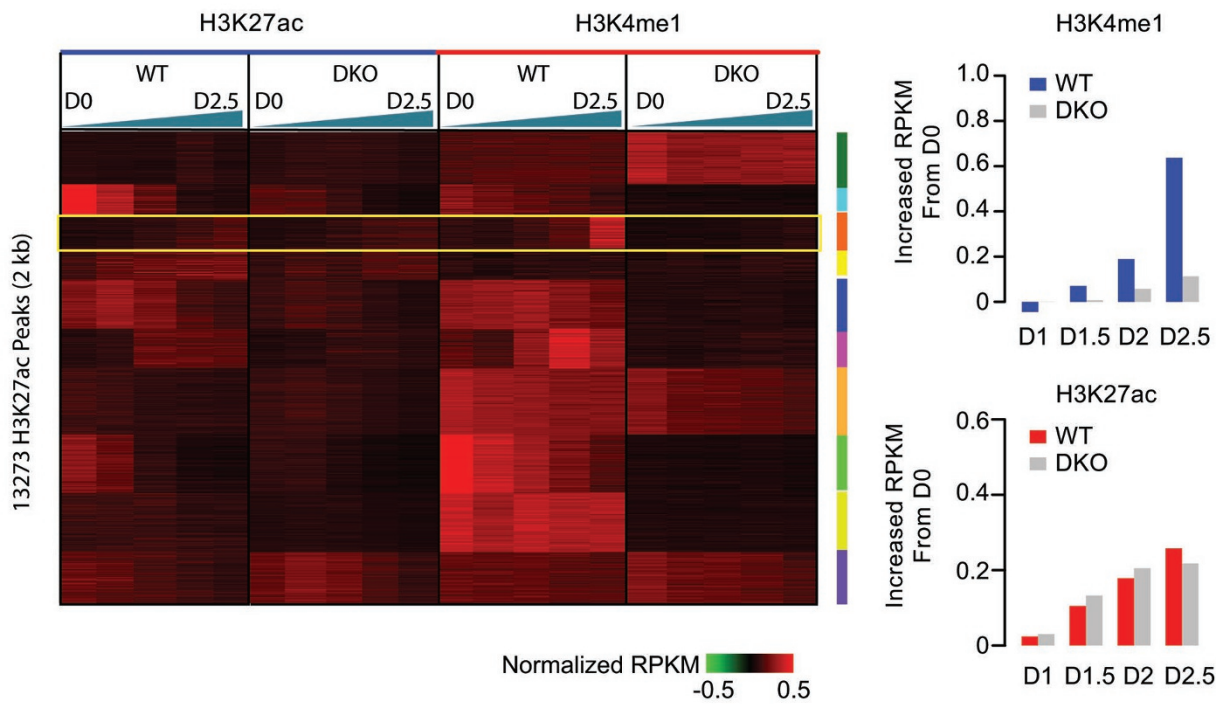 H3K27ac H3K4me1
WT DKO WT DKO
D0 D2.5 D0 D2.5 D0 D2.5 D0 D2.5
13273 H3K27ac Peaks (2 kb)
Normalized RPKM
-0.5 0.5
H3K4me1
Increased RPKM
From D0
1.0
0.8
0.6
0.4
0.2
0
WT
DKO
D1 D1.5 D2 D2.5
H3K27ac
Increased RPKM
From D0
0.6
0.4
0.2
0
WT
DKO
D1 D1.5 D2 D2.5